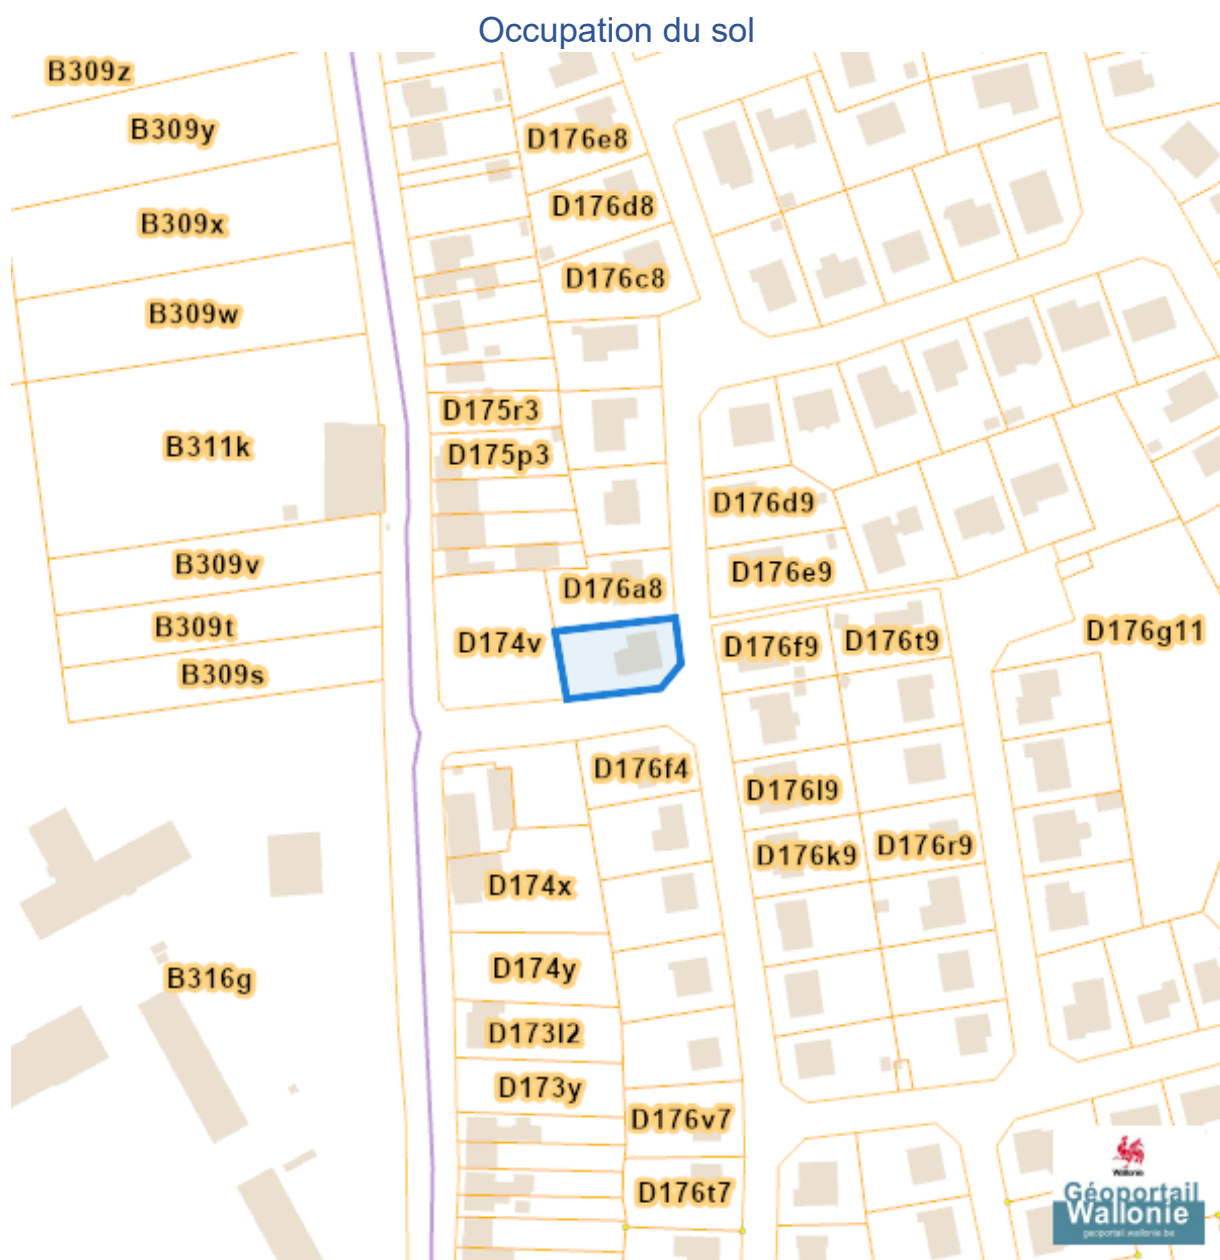 Occupation du sol
B309z
B309y
D176e8
D176d8
B309x
D176c8
B309w
D175r3
B311k
D175p3
D176d9
B309v
D176e9
D176a8
B309t
D174v
D176f9
D176t9
D176g11
B309s
D176f4
D176l9
D176k9
D176r9
D174x
D174y
B316g
D173l2
D173y
D176v7
D176t7
Wallonie
Géoportail
Wallonie
geoportail.wallonie.be